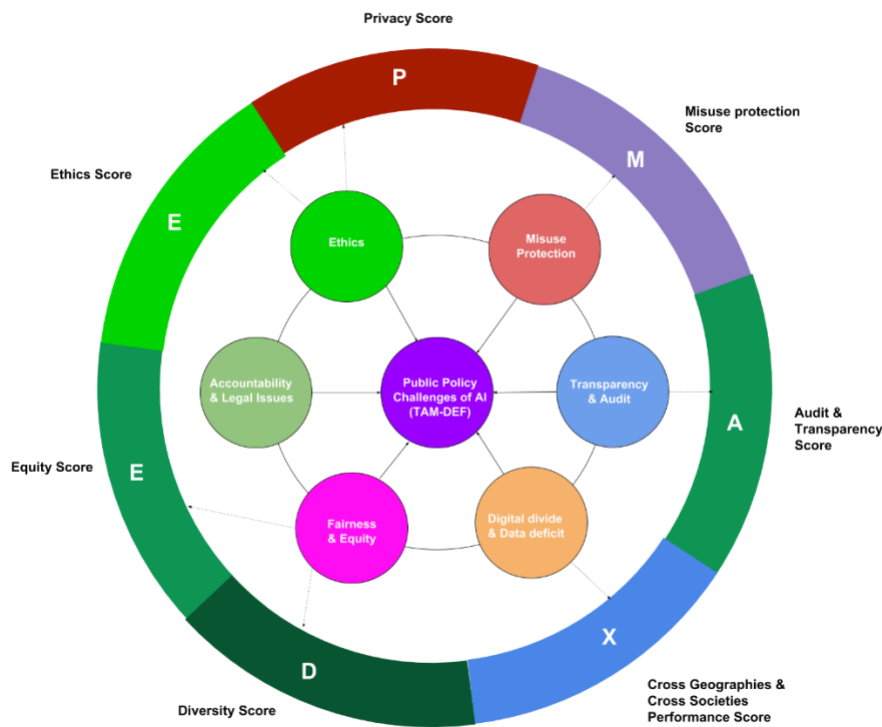 Privacy Score
P
Misuse protection
Score
M
Ethics Score
E
Ethics
Misuse
Protection
Accountability
& Legal Issues
Public Policy
Challenges of AI
(TAM-DEF)
Transparency
& Audit
Audit &
Transparency
Score
A
Equity Score
E
Fairness
& Equity
Digital divide
& Data deficit
X
D
Diversity Score
Cross Geographies &
Cross Societies
Performance Score